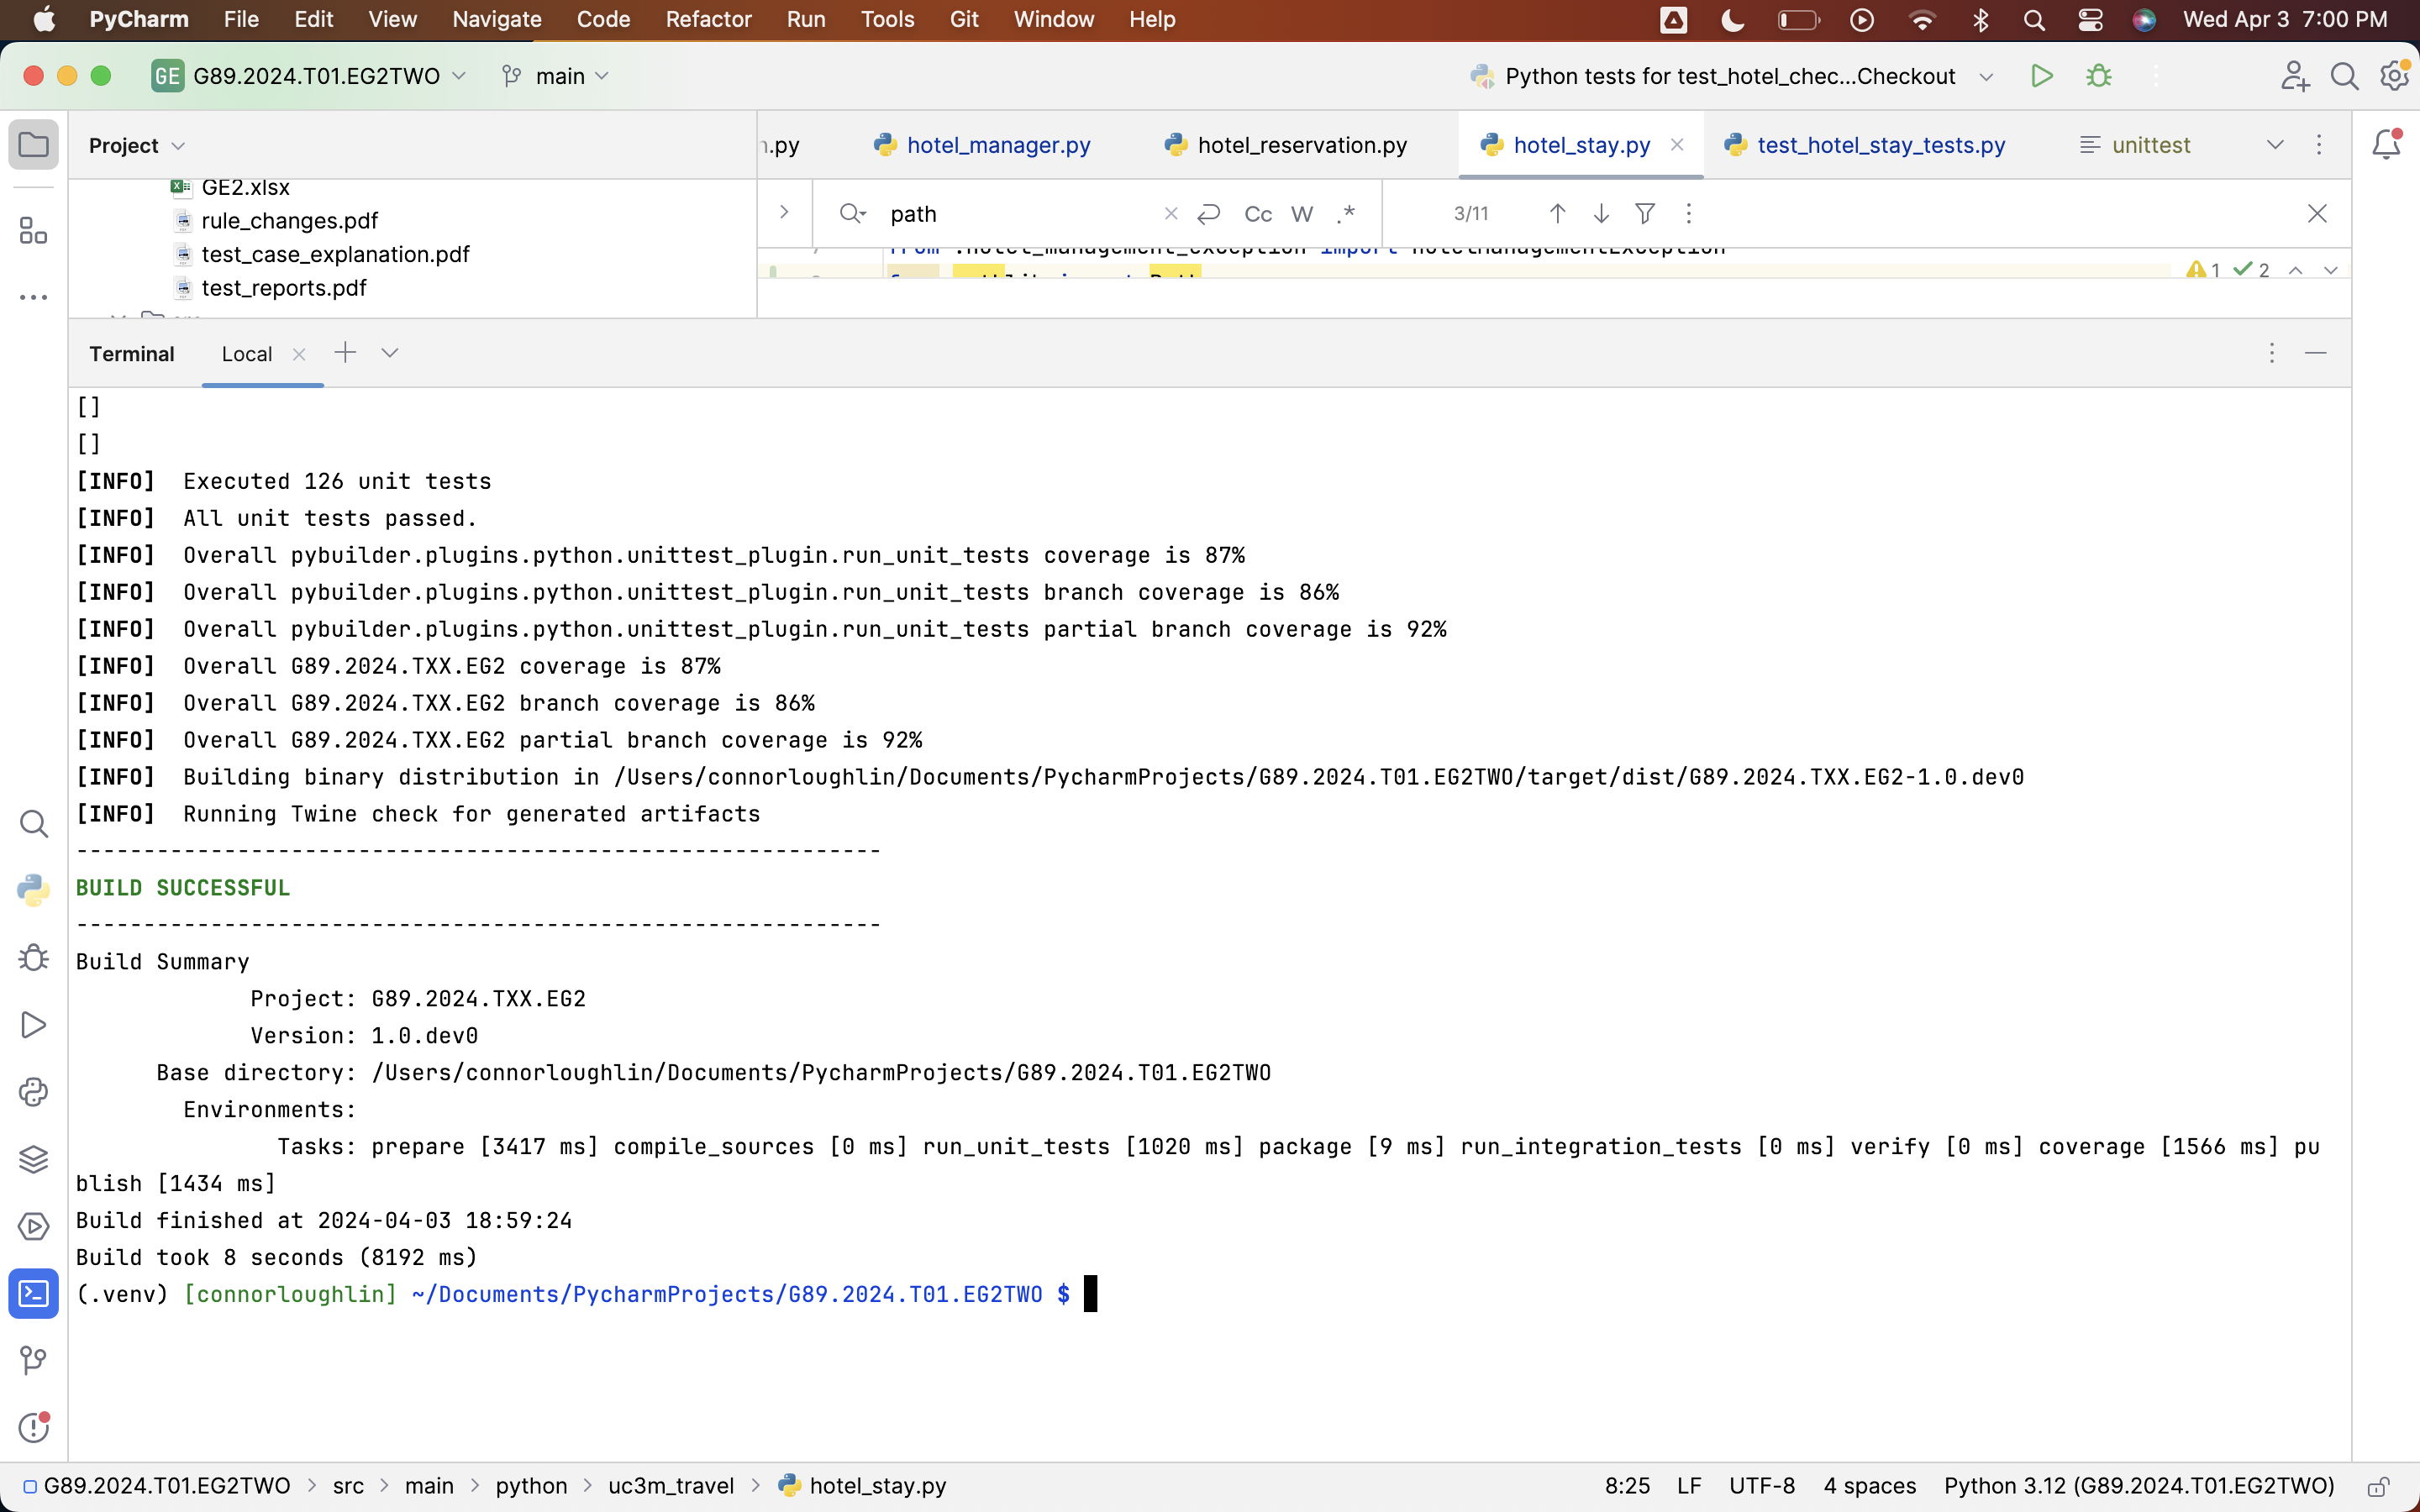 PyCharm File Edit View Navigate Code Refactor Run Tools Git Window Help Wed Apr 3 7:00 PM
GE G89.2024.T01.EG2TWO main Python tests for test_hotel_chec...Checkout
Project
.py hotel_manager.py hotel_reservation.py hotel_stay.py test_hotel_stay_tests.py unittest
GE2.xlsx
rule_changes.pdf
test_case_explanation.pdf
test_reports.pdf
path Cc W .* 3/11
from .hotel_management_exception import HotelManagementException
1 2
Terminal Local
[]
[]
[INFO] Executed 126 unit tests
[INFO] All unit tests passed.
[INFO] Overall pybuilder.plugins.python.unittest_plugin.run_unit_tests coverage is 87%
[INFO] Overall pybuilder.plugins.python.unittest_plugin.run_unit_tests branch coverage is 86%
[INFO] Overall pybuilder.plugins.python.unittest_plugin.run_unit_tests partial branch coverage is 92%
[INFO] Overall G89.2024.TXX.EG2 coverage is 87%
[INFO] Overall G89.2024.TXX.EG2 branch coverage is 86%
[INFO] Overall G89.2024.TXX.EG2 partial branch coverage is 92%
[INFO] Building binary distribution in /Users/connorloughlin/Documents/PycharmProjects/G89.2024.T01.EG2TWO/target/dist/G89.2024.TXX.EG2-1.0.dev0
[INFO] Running Twine check for generated artifacts
------------------------------------------------------------
BUILD SUCCESSFUL
------------------------------------------------------------
Build Summary
Project: G89.2024.TXX.EG2
Version: 1.0.dev0
Base directory: /Users/connorloughlin/Documents/PycharmProjects/G89.2024.T01.EG2TWO
Environments:
Tasks: prepare [3417 ms] compile_sources [0 ms] run_unit_tests [1020 ms] package [9 ms] run_integration_tests [0 ms] verify [0 ms] coverage [1566 ms] pu
blish [1434 ms]
Build finished at 2024-04-03 18:59:24
Build took 8 seconds (8192 ms)
(.venv) [connorloughlin] ~/Documents/PycharmProjects/G89.2024.T01.EG2TWO $
G89.2024.T01.EG2TWO > src > main > python > uc3m_travel > hotel_stay.py 8:25 LF UTF-8 4 spaces Python 3.12 (G89.2024.T01.EG2TWO)